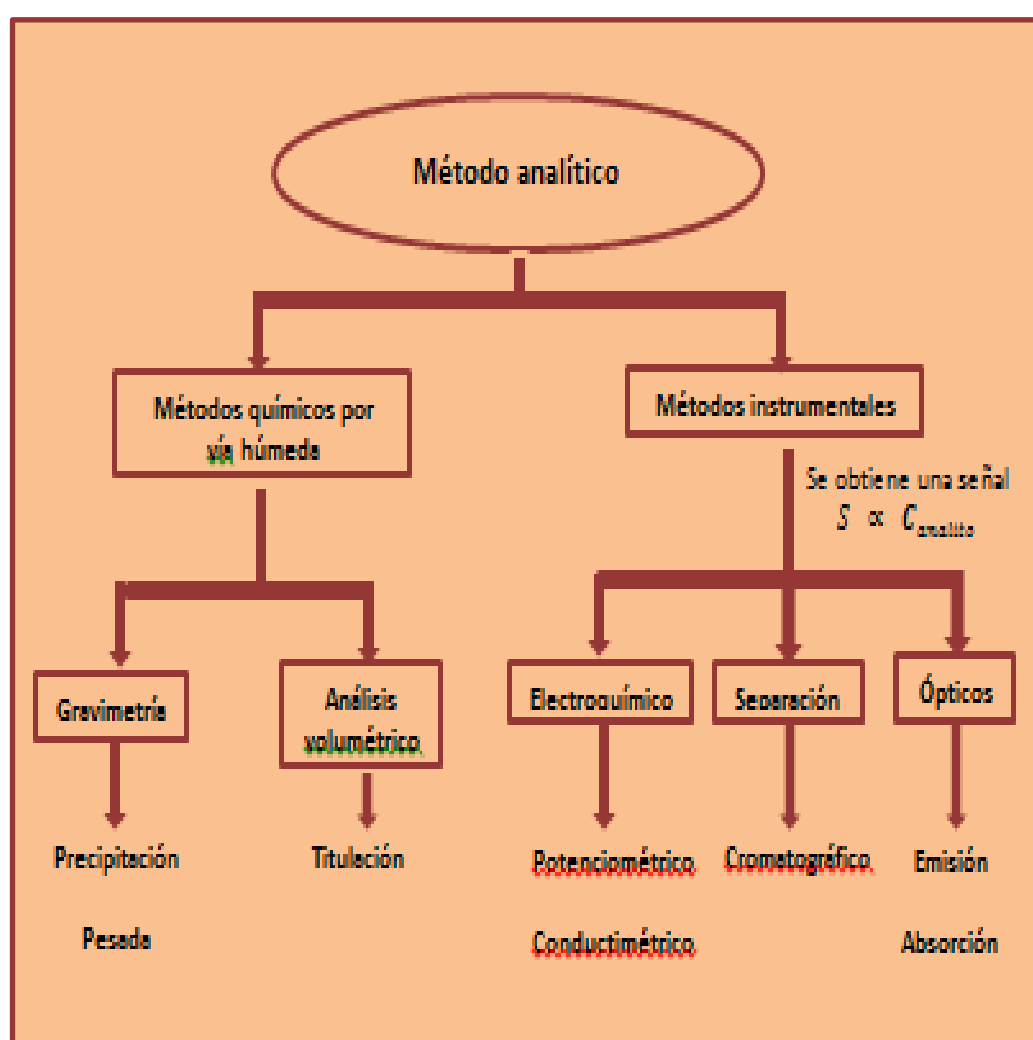 Método analítico
Métodos químicos por
vía húmeda
Métodos instrumentales
Se obtiene una señal
S ∝ C_analito
Gravimetría
Análisis
volumétrico
Electroquímico
Separación
Ópticos
Precipitación
Titulación
Potenciométrico
Cromatográfico
Emisión
Pesada
Conductimétrico
Absorción